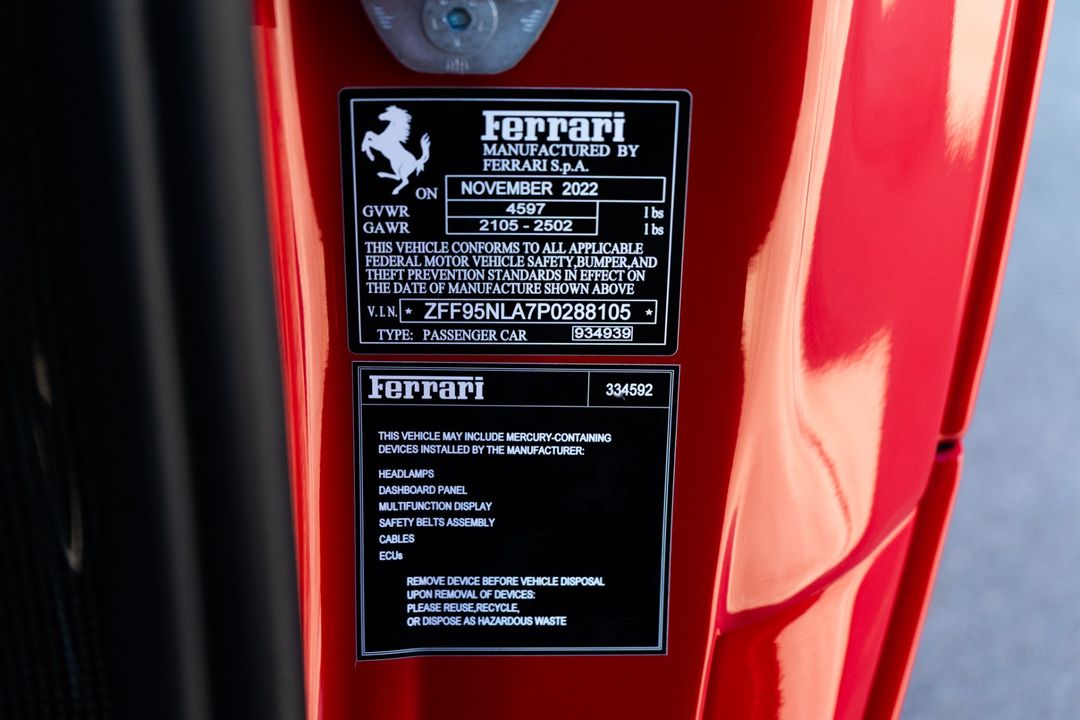 Ferrari
MANUFACTURED BY
FERRARI S.p.A.
ON NOVEMBER 2022
GVWR 4597 lbs
GAWR 2105 - 2502 lbs
THIS VEHICLE CONFORMS TO ALL APPLICABLE
FEDERAL MOTOR VEHICLE SAFETY,BUMPER,AND
THEFT PREVENTION STANDARDS IN EFFECT ON
THE DATE OF MANUFACTURE SHOWN ABOVE
V.I.N. * ZFF95NLA7P0288105 *
TYPE: PASSENGER CAR 934939
Ferrari 334592
THIS VEHICLE MAY INCLUDE MERCURY-CONTAINING
DEVICES INSTALLED BY THE MANUFACTURER:
HEADLAMPS
DASHBOARD PANEL
MULTIFUNCTION DISPLAY
SAFETY BELTS ASSEMBLY
CABLES
ECUs
REMOVE DEVICE BEFORE VEHICLE DISPOSAL
UPON REMOVAL OF DEVICES:
PLEASE REUSE,RECYCLE,
OR DISPOSE AS HAZARDOUS WASTE